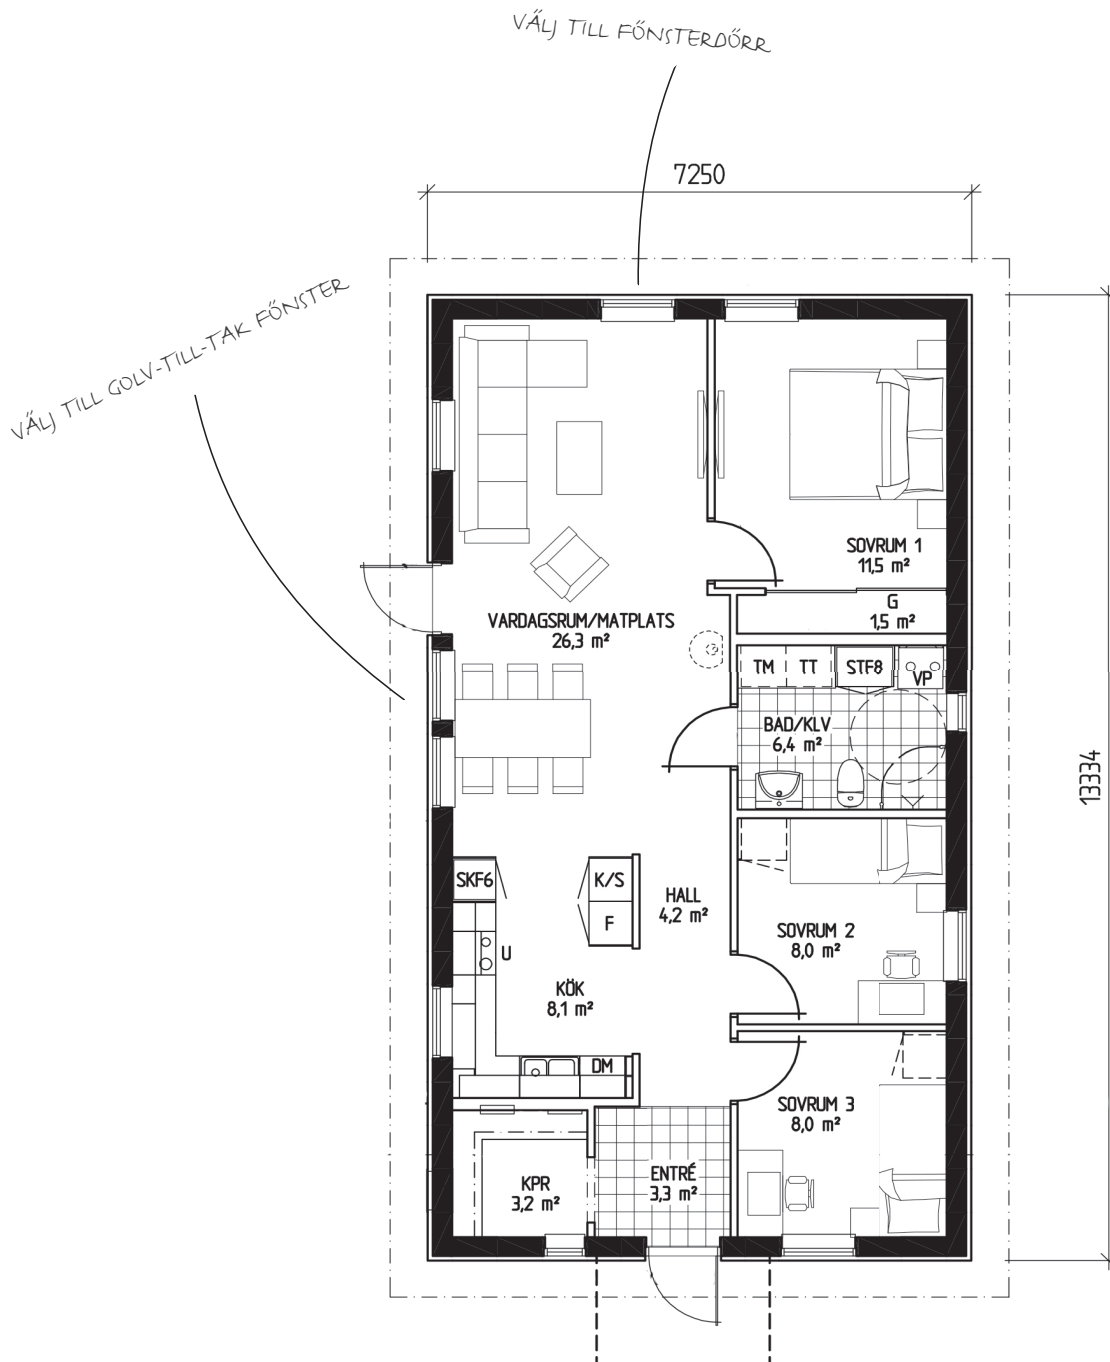 VÄLJ TILL FÖNSTERDÖRR
7250
VÄLJ TILL GOLV-TILL-TAK FÖNSTER
SOVRUM 1
11,5 m²
G
1,5 m²
VARDAGSRUM/MATPLATS
26,3 m²
TM
TT
STF8
VP
BAD/KLV
6,4 m²
13334
SKF6
K/S
F
HALL
4,2 m²
U
SOVRUM 2
8,0 m²
KÖK
8,1 m²
DM
SOVRUM 3
8,0 m²
KPR
3,2 m²
ENTRÉ
3,3 m²